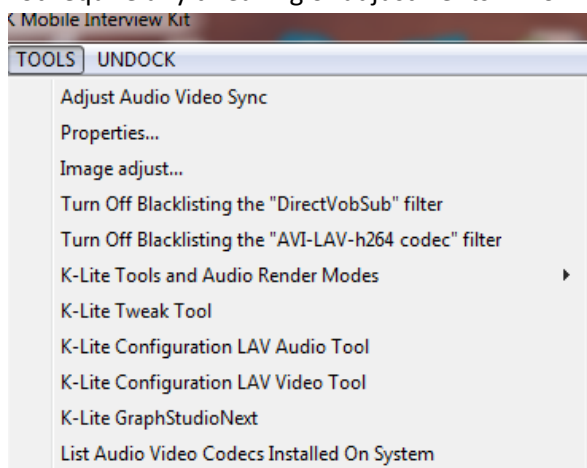 K Mobile Interview Kit
TOOLS UNDOCK
Adjust Audio Video Sync
Properties...
Image adjust...
Turn Off Blacklisting the "DirectVobSub" filter
Turn Off Blacklisting the "AVI-LAV-h264 codec" filter
K-Lite Tools and Audio Render Modes
K-Lite Tweak Tool
K-Lite Configuration LAV Audio Tool
K-Lite Configuration LAV Video Tool
K-Lite GraphStudioNext
List Audio Video Codecs Installed On System